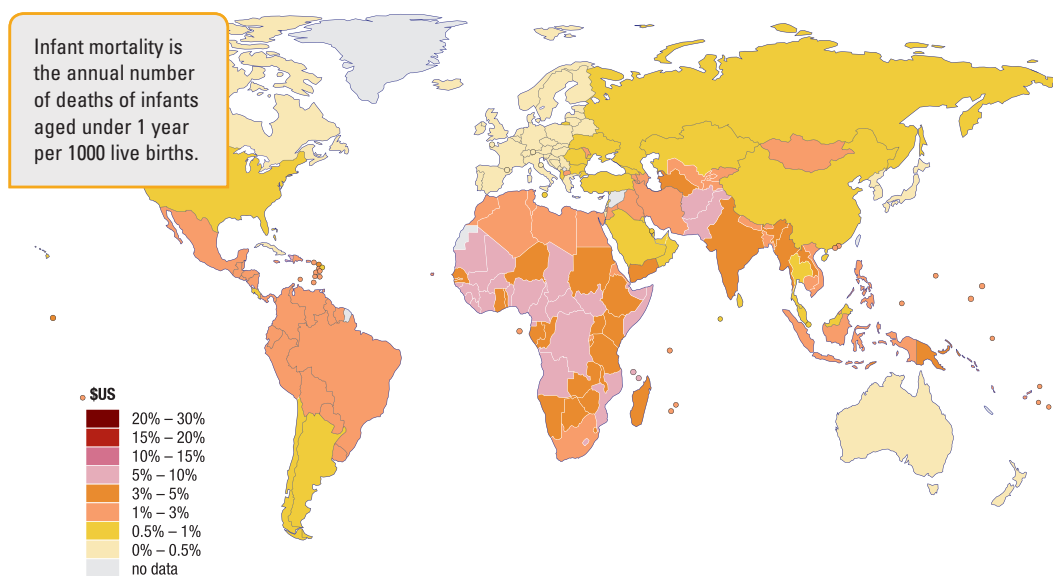 Infant mortality is
the annual number
of deaths of infants
aged under 1 year
per 1000 live births.
$US
20% – 30%
15% – 20%
10% – 15%
5% – 10%
3% – 5%
1% – 3%
0.5% – 1%
0% – 0.5%
no data